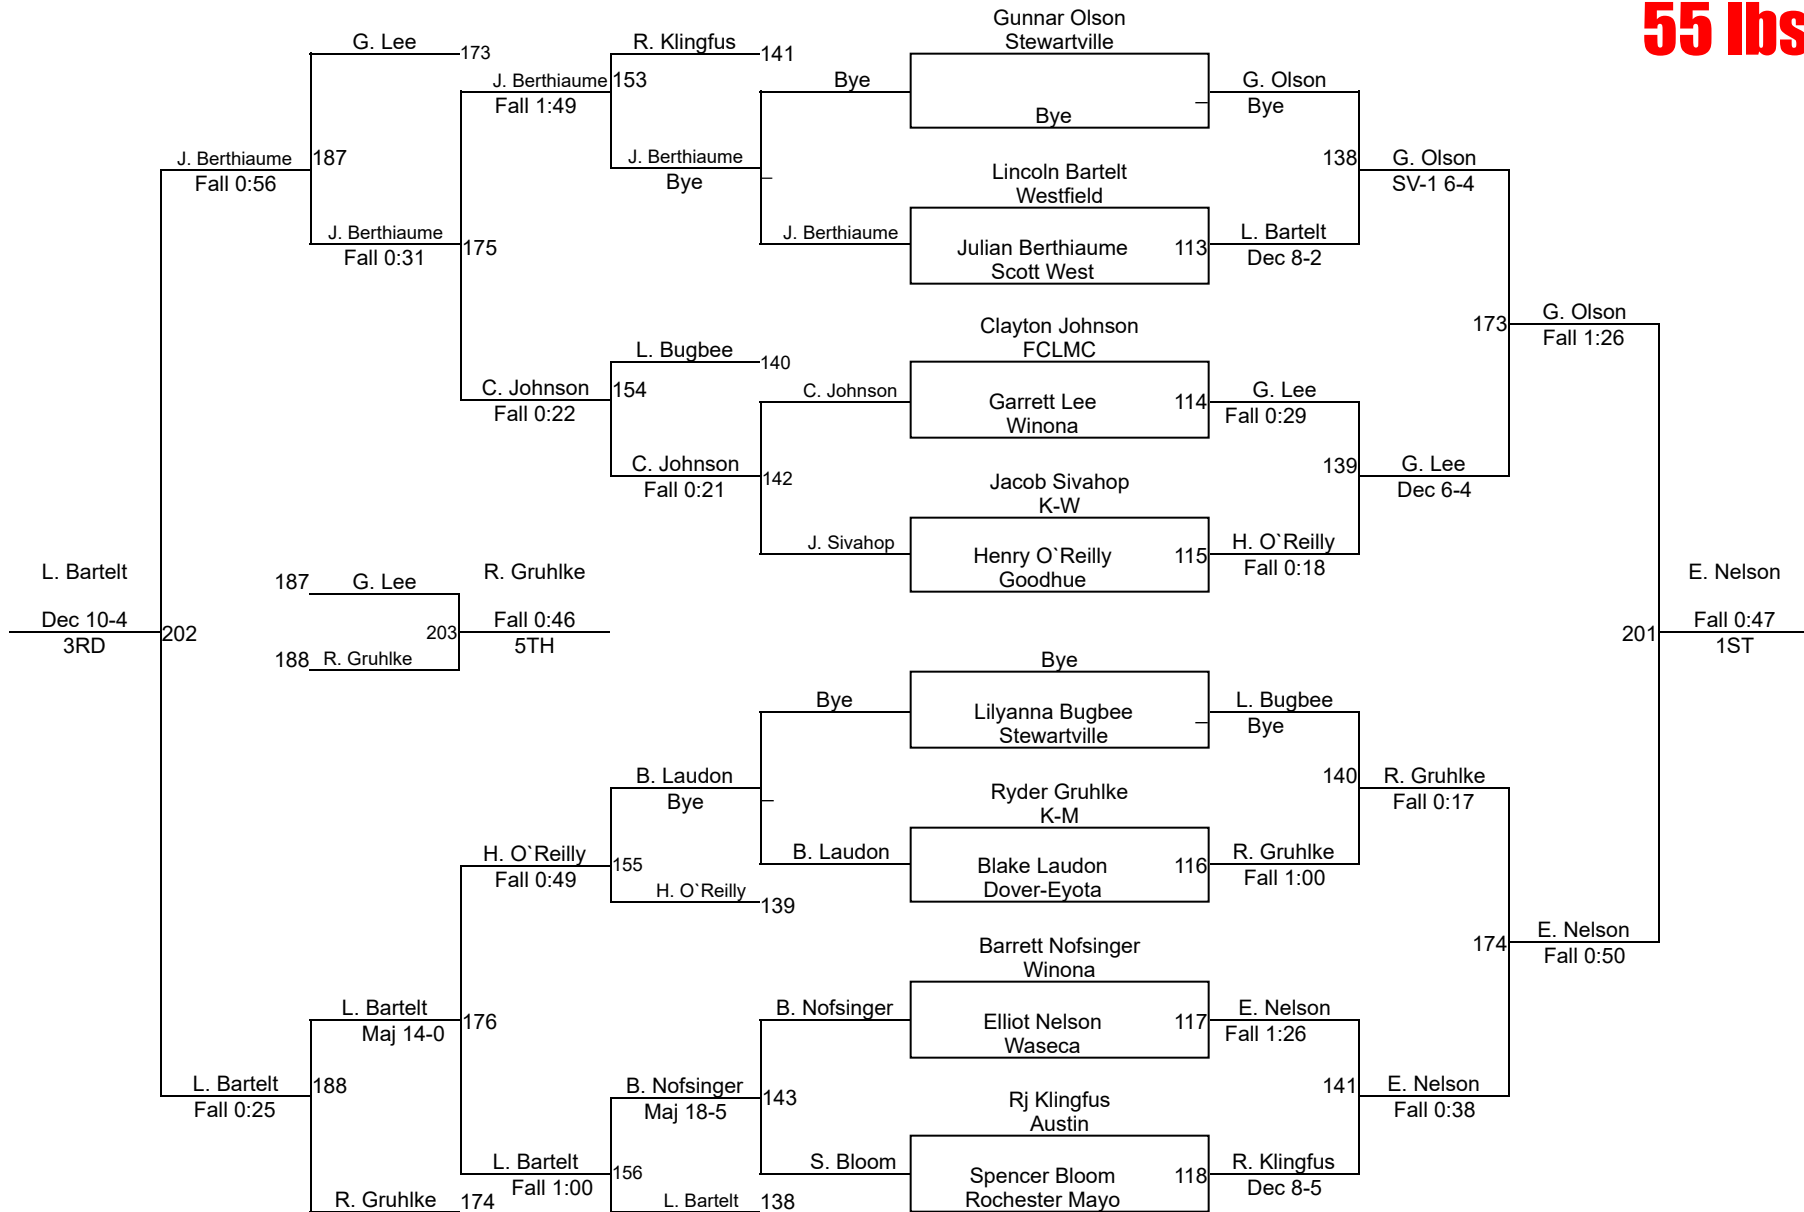 55 lbs
Gunnar Olson
Stewartville
G. Lee
173
R. Klingfus
141
J. Berthiaume
153
Fall 1:49
Bye
Bye
G. Olson
Bye
J. Berthiaume
187
Fall 0:56
J. Berthiaume
Bye
Lincoln Bartelt
Westfield
138
G. Olson
SV-1 6-4
J. Berthiaume
175
Fall 0:31
J. Berthiaume
Julian Berthiaume
Scott West
113
L. Bartelt
Dec 8-2
Clayton Johnson
FCLMC
173
G. Olson
Fall 1:26
L. Bugbee
140
C. Johnson
154
Fall 0:22
C. Johnson
Garrett Lee
Winona
114
G. Lee
Fall 0:29
C. Johnson
142
Fall 0:21
Jacob Sivahop
K-W
139
G. Lee
Dec 6-4
J. Sivahop
Henry O`Reilly
Goodhue
115
H. O`Reilly
Fall 0:18
L. Bartelt
Dec 10-4
3RD
202
187
G. Lee
188
R. Gruhlke
203
R. Gruhlke
Fall 0:46
5TH
E. Nelson
201
Fall 0:47
1ST
Bye
Bye
Lilyanna Bugbee
Stewartville
L. Bugbee
Bye
B. Laudon
Bye
Ryder Gruhlke
K-M
140
R. Gruhlke
Fall 0:17
H. O`Reilly
155
Fall 0:49
B. Laudon
Blake Laudon
Dover-Eyota
116
R. Gruhlke
Fall 1:00
H. O`Reilly
139
Barrett Nofsinger
Winona
174
E. Nelson
Fall 0:50
L. Bartelt
176
Maj 14-0
B. Nofsinger
Elliot Nelson
Waseca
117
E. Nelson
Fall 1:26
L. Bartelt
188
Fall 0:25
B. Nofsinger
143
Maj 18-5
Rj Klingfus
Austin
141
E. Nelson
Fall 0:38
L. Bartelt
156
Fall 1:00
S. Bloom
Spencer Bloom
Rochester Mayo
118
R. Klingfus
Dec 8-5
R. Gruhlke
174
L. Bartelt
138